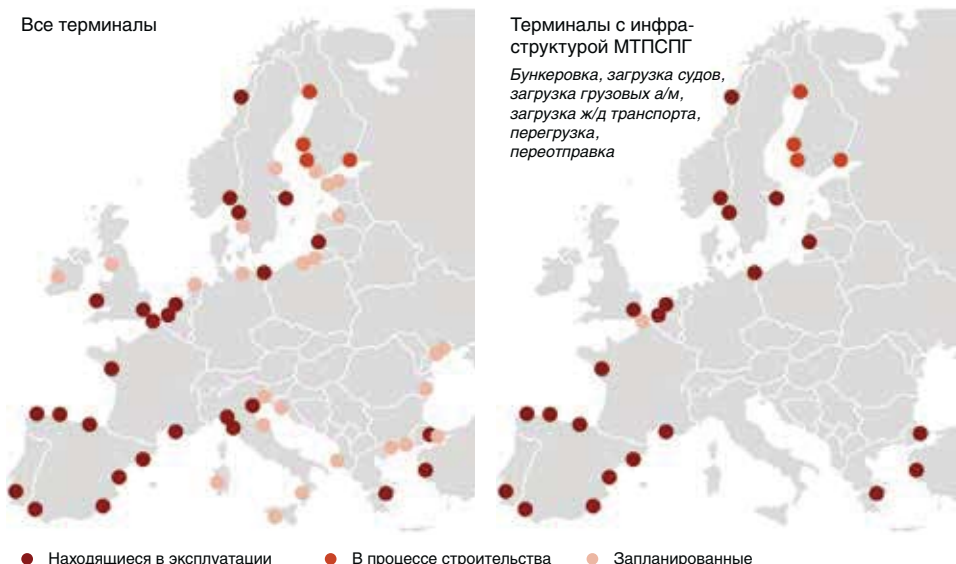 Все терминалы
Терминалы с инфра-
структурой МТПСПГ
Бункеровка, загрузка судов,
загрузка грузовых а/м,
загрузка ж/д транспорта,
перегрузка,
переотправка
Находящиеся в эксплуатации
В процессе строительства
Запланированные